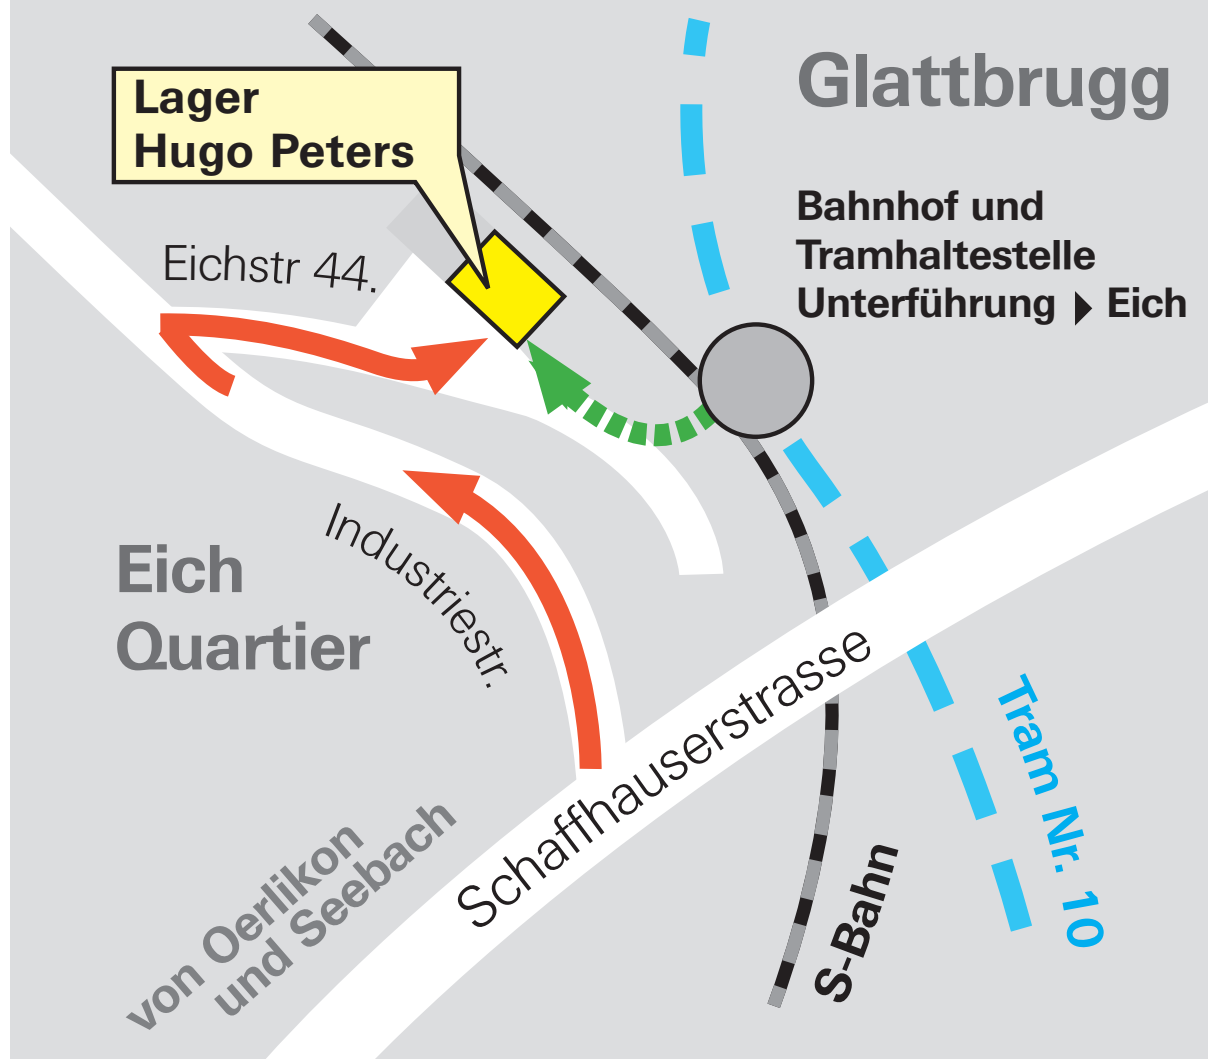 Glattbrugg
Lager
Hugo Peters
Bahnhof und
Tramhaltestelle
Unterführung ▶ Eich
Eichstr 44.
Industriestr.
Eich
Quartier
Schaffhauserstrasse
Tram Nr. 10
S-Bahn
von Oerlikon
und Seebach